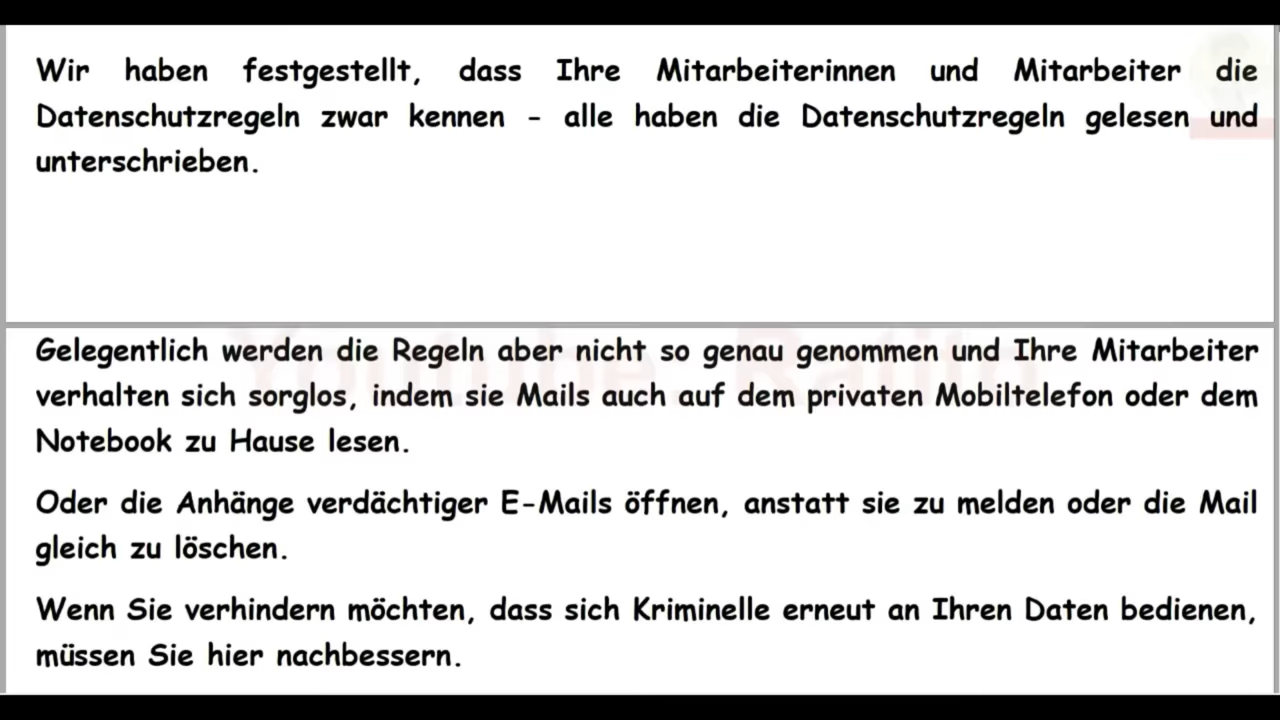 Wir haben festgestellt, dass Ihre Mitarbeiterinnen und Mitarbeiter die
Datenschutzregeln zwar kennen - alle haben die Datenschutzregeln gelesen und
unterschrieben.
Gelegentlich werden die Regeln aber nicht so genau genommen und Ihre Mitarbeiter
verhalten sich sorglos, indem sie Mails auch auf dem privaten Mobiltelefon oder dem
Notebook zu Hause lesen.
Oder die Anhänge verdächtiger E-Mails öffnen, anstatt sie zu melden oder die Mail
gleich zu löschen.
Wenn Sie verhindern möchten, dass sich Kriminelle erneut an Ihren Daten bedienen,
müssen Sie hier nachbessern.